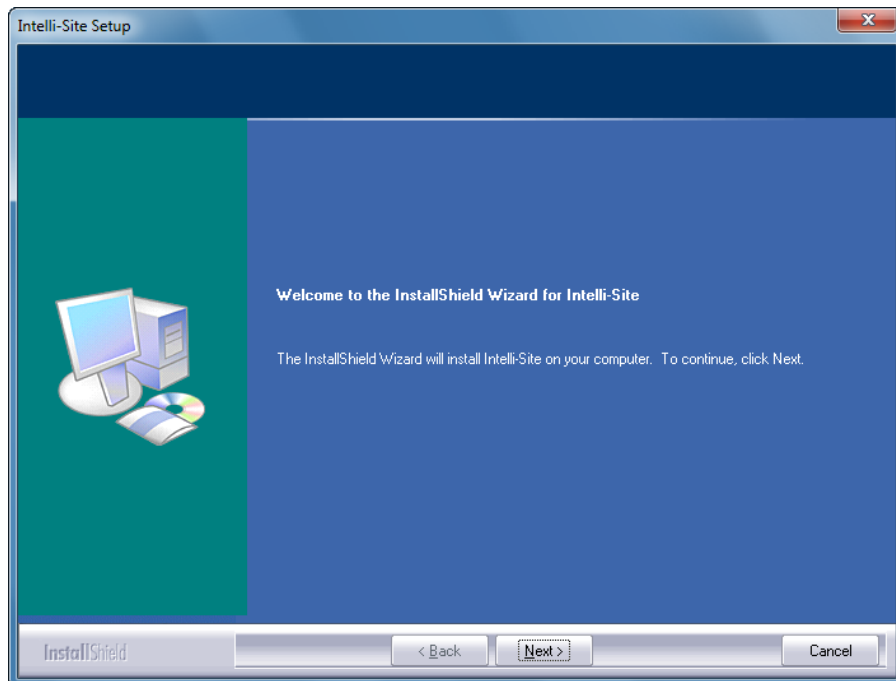 Intelli-Site Setup
Welcome to the InstallShield Wizard for Intelli-Site
The InstallShield Wizard will install Intelli-Site on your computer. To continue, click Next.
InstallShield
< Back
Next >
Cancel